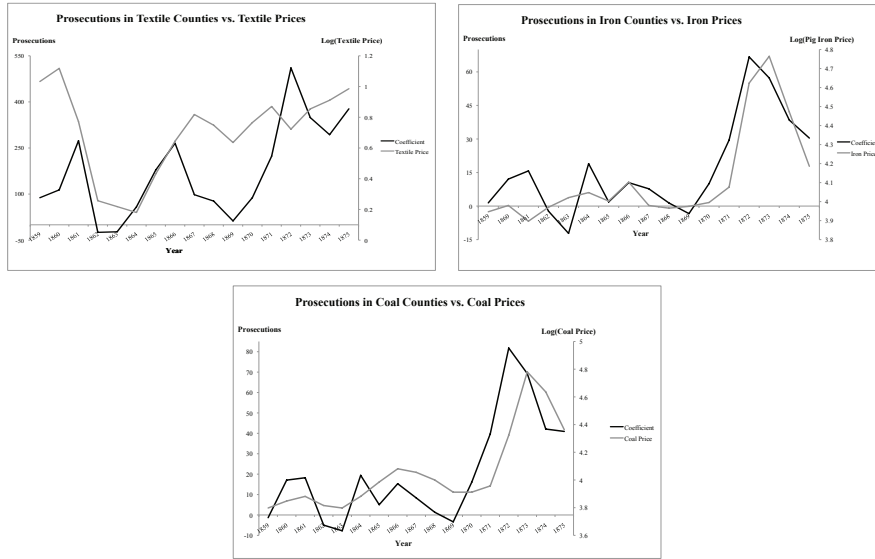 Prosecutions in Textile Counties vs. Textile Prices
Prosecutions
Log(Textile Price)
550
400
250
100
-50
1.2
1
0.8
0.6
0.4
0.2
0
1859 1860 1861 1862 1863 1864 1865 1866 1867 1868 1869 1870 1871 1872 1873 1874 1875
Year
Coefficient
Textile Price
Prosecutions in Iron Counties vs. Iron Prices
Prosecutions
Log(Pig Iron Price)
60
45
30
15
0
-15
4.8
4.7
4.6
4.5
4.4
4.3
4.2
4.1
4
3.9
3.8
1859 1860 1861 1862 1863 1864 1865 1866 1867 1868 1869 1870 1871 1872 1873 1874 1875
Year
Coefficie
Iron Price
Prosecutions in Coal Counties vs. Coal Prices
Prosecutions
Log(Coal Price)
80
70
60
50
40
30
20
10
0
-10
5
4.8
4.6
4.4
4.2
4
3.8
3.6
1859 1860 1861 1862 1863 1864 1865 1866 1867 1868 1869 1870 1871 1872 1873 1874 1875
Year
Coefficient
Coal Price